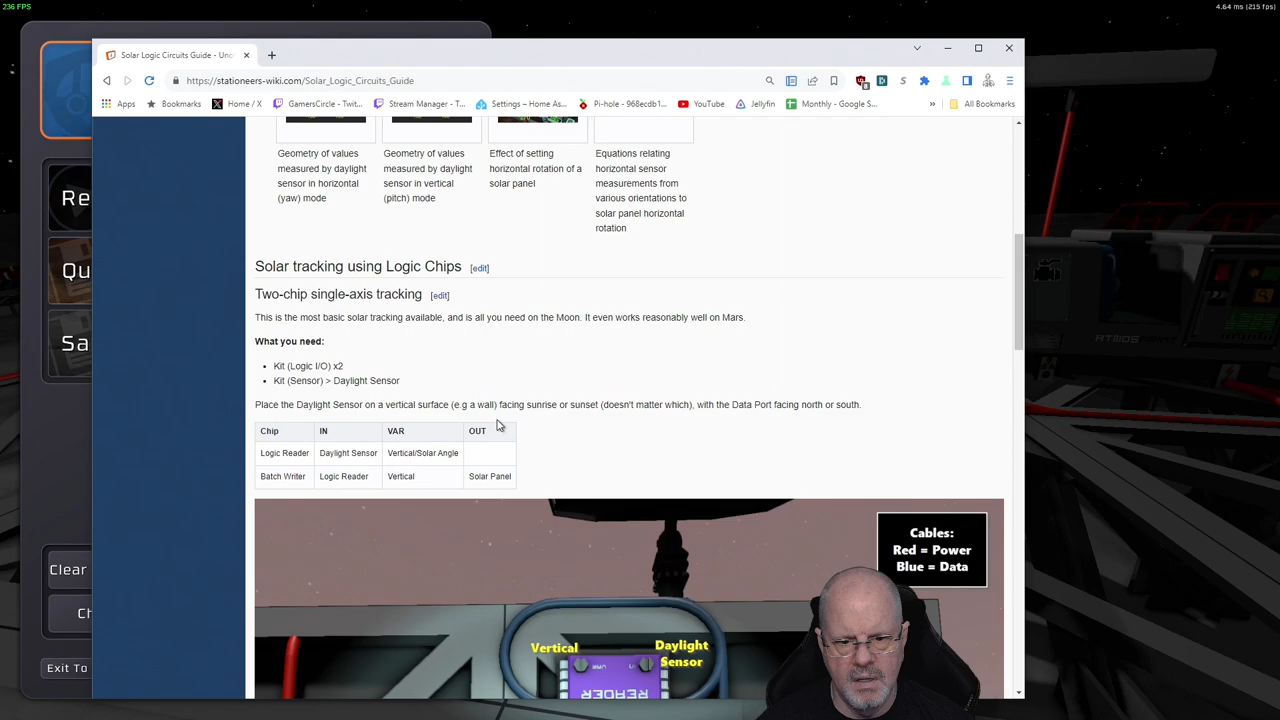 236 FPS
4.64 ms (215 fps)
Solar Logic Circuits Guide - Uno
https://stationeers-wiki.com/Solar_Logic_Circuits_Guide
Apps
Bookmarks
Home / X
GamersCircle - Twit...
Stream Manager - T...
Settings – Home As...
Pi-hole - 968ecdb1...
YouTube
Jellyfin
Monthly - Google S...
»
All Bookmarks
Geometry of values
measured by daylight
sensor in horizontal
(yaw) mode
Geometry of values
measured by daylight
sensor in vertical
(pitch) mode
Effect of setting
horizontal rotation of a
solar panel
Equations relating
horizontal sensor
measurements from
various orientations to
solar panel horizontal
rotation
Solar tracking using Logic Chips [edit]
Two-chip single-axis tracking [edit]
This is the most basic solar tracking available, and is all you need on the Moon. It even works reasonably well on Mars.
What you need:
• Kit (Logic I/O) x2
• Kit (Sensor) > Daylight Sensor
Place the Daylight Sensor on a vertical surface (e.g a wall) facing sunrise or sunset (doesn't matter which), with the Data Port facing north or south.
Chip IN VAR OUT
Logic Reader Daylight Sensor Vertical/Solar Angle
Batch Writer Logic Reader Vertical Solar Panel
Cables:
Red = Power
Blue = Data
Vertical
Daylight
Sensor
VAR
IN
READER
Re
Qu
Sa
Clear
Ch
Exit To
RTMOS